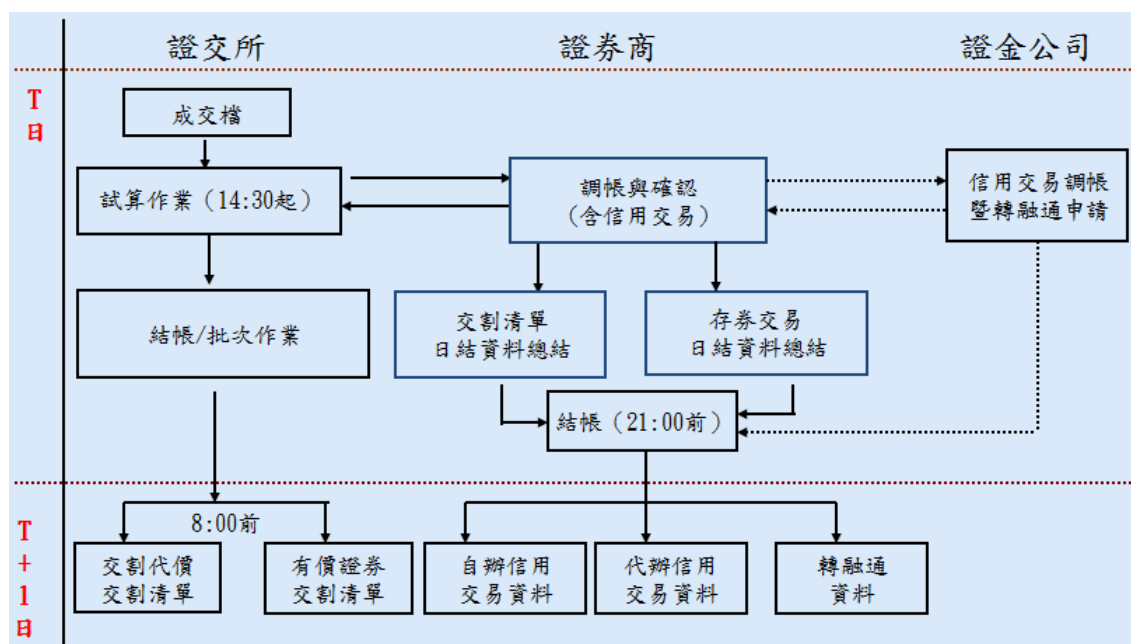 證交所
證券商
證金公司
T
日
成交檔
試算作業（14:30起）
調帳與確認
(含信用交易)
信用交易調帳
暨轉融通申請
結帳/批次作業
交割清單
日結資料總結
存券交易
日結資料總結
結帳（21:00前）
T
+
1
日
8:00前
交割代價
交割清單
有價證券
交割清單
自辦信用
交易資料
代辦信用
交易資料
轉融通
資料